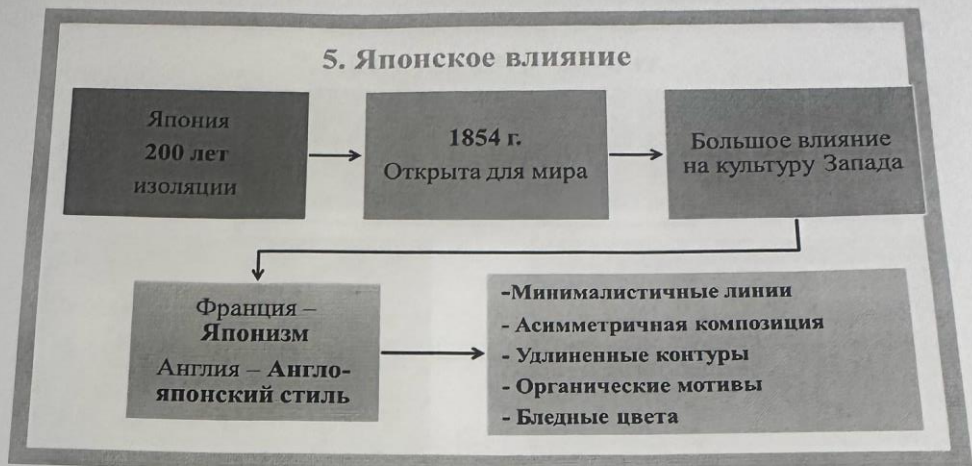 5. Японское влияние
Япония
200 лет
изоляции
1854 г.
Открыта для мира
Большое влияние
на культуру Запада
Франция –
Японизм
Англия – Англо-
японский стиль
-Минималистичные линии
- Асимметричная композиция
- Удлиненные контуры
- Органические мотивы
- Бледные цвета